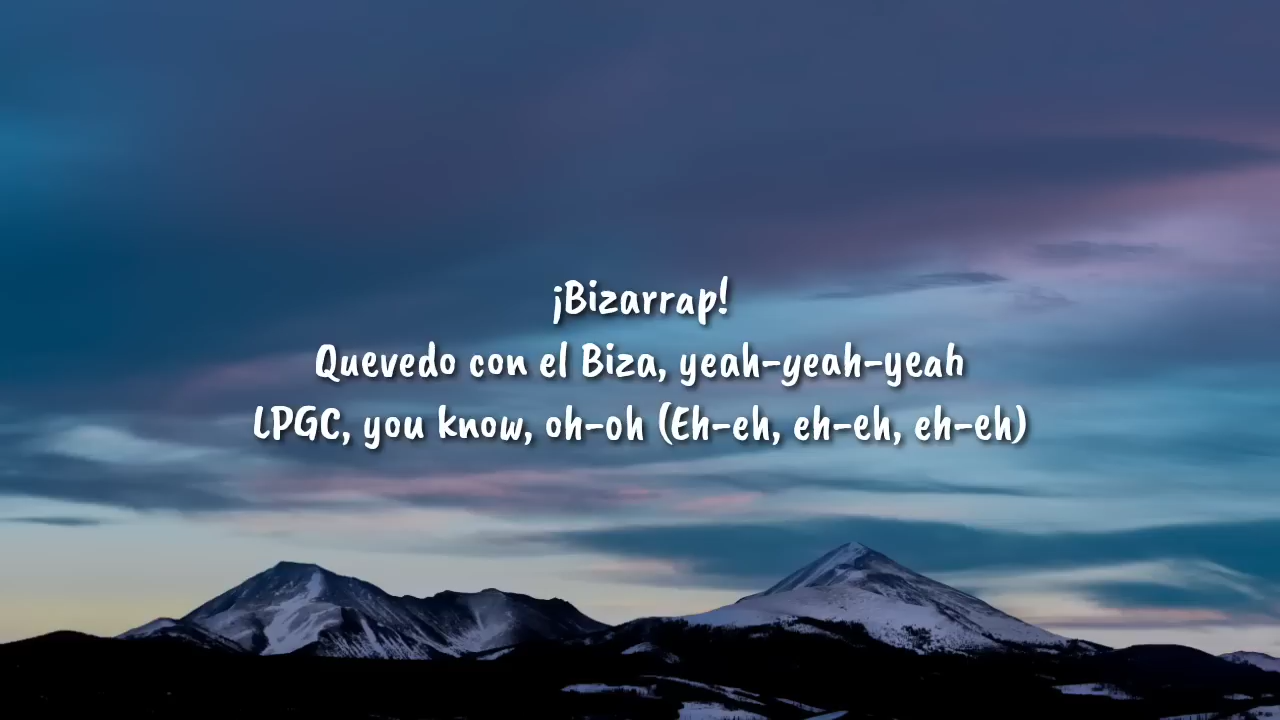 ¡Bizarrap!
Quevedo con el Biza, yeah-yeah-yeah
LPGC, you know, oh-oh (Eh-eh, eh-eh, eh-eh)